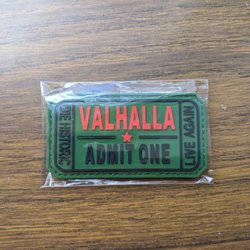 DIE HISTORIC
VALHALLA
ADMIT ONE
LIVE AGAIN